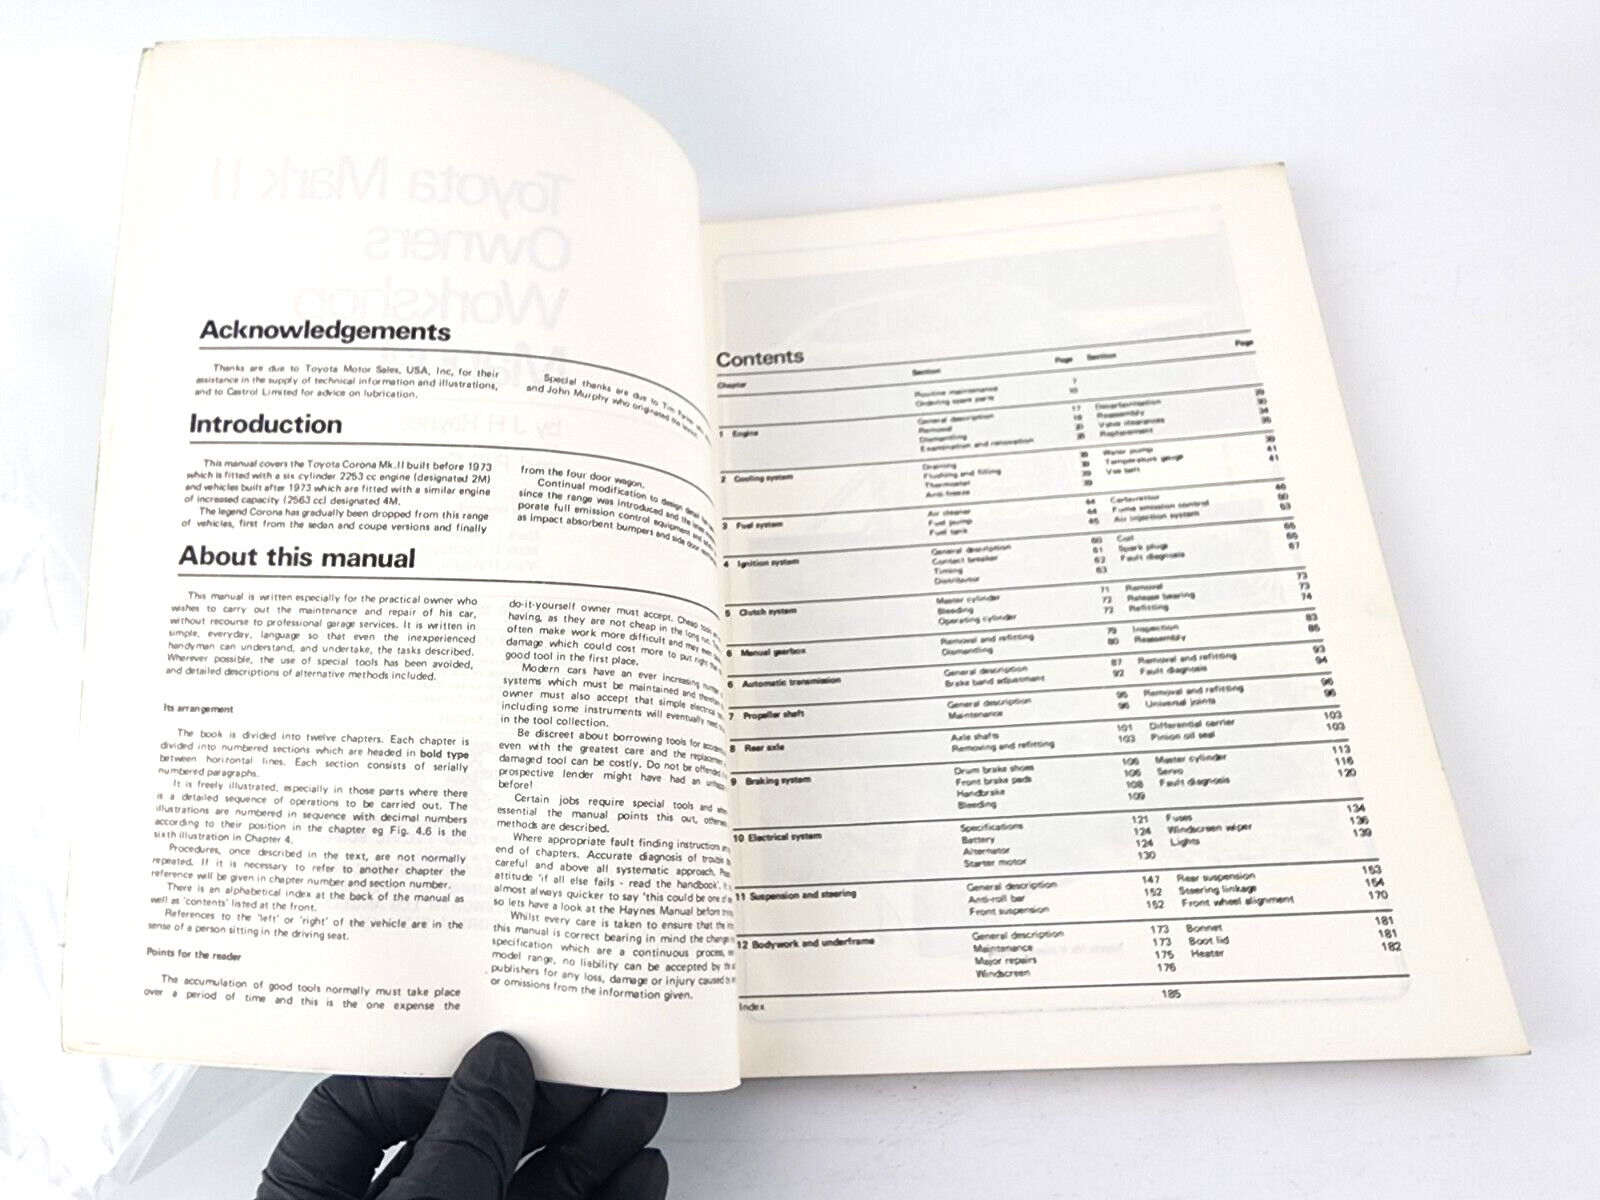 Acknowledgements
Thanks are due to Toyota Motor Sales, USA, Inc, for their
assistance in the supply of technical information and illustrations,
and to Castrol Limited for advice on lubrication.
Special thanks are due to Tim
and John Murphy who originated the
Introduction
This manual covers the Toyota Corona Mk.II built before 1973
which is fitted with a six cylinder 2253 cc engine (designated 2M)
and vehicles built after 1973 which are fitted with a similar engine
of increased capacity (2563 cc) designated 4M.
The legend Corona has gradually been dropped from this range
of vehicles, first from the sedan and coupe versions and finally
from the four door wagon.
Continual modification to design detail has
since the range was introduced and the
porate full emission control equipment and
as impact absorbent bumpers and side door
About this manual
This manual is written especially for the practical owner who
wishes to carry out the maintenance and repair of his car,
without recourse to professional garage services. It is written in
simple, everyday, language so that even the inexperienced
handyman can understand, and undertake, the tasks described.
Wherever possible, the use of special tools has been avoided,
and detailed descriptions of alternative methods included.
Its arrangement
The book is divided into twelve chapters. Each chapter is
divided into numbered sections which are headed in bold type
between horizontal lines. Each section consists of serially
numbered paragraphs.
It is freely illustrated, especially in those parts where there
is a detailed sequence of operations to be carried out. The
illustrations are numbered in sequence with decimal numbers
according to their position in the chapter eg Fig. 4.6 is the
sixth illustration in Chapter 4.
Procedures, once described in the text, are not normally
repeated. If it is necessary to refer to another chapter the
reference will be given in chapter number and section number.
There is an alphabetical index at the back of the manual as
well as 'contents' listed at the front.
References to the 'left' or 'right' of the vehicle are in the
sense of a person sitting in the driving seat.
Points for the reader
The accumulation of good tools normally must take place
over a period of time and this is the one expense the
do-it-yourself owner must accept. Cheap tools
having, as they are not cheap in the long run.
often make work more difficult and may even
damage which could cost more to put right than
good tool in the first place.
Modern cars have an ever increasing number
systems which must be maintained and therefore
owner must also accept that simple electrical
including some instruments will eventually need
in the tool collection.
Be discreet about borrowing tools for
even with the greatest care and the replacement
damaged tool can be costly. Do not be offended
prospective lender might have had an
before!
Certain jobs require special tools and where
essential the manual points this out,
methods are described.
Where appropriate fault finding instructions
end of chapters. Accurate diagnosis of trouble
careful and above all systematic approach.
attitude 'if all else fails - read the handbook'.
almost always quicker to say 'this could be one of
so lets have a look at the Haynes Manual before
Whilst every care is taken to ensure that the
this manual is correct bearing in mind the changes
specification which are a continuous process,
model range, no liability can be accepted by the
publishers for any loss, damage or injury caused by
or omissions from the information given.
Contents
Chapter Section Page Section Page
Routine maintenance 7
Ordering spare parts 10
1 Engine General description 17 Decarbonisation 29
Removal 18 Reassembly 30
Dismantling Valve clearances 34
Examination and renovation Replacement
2 Cooling system Draining Water pump 39
Flushing and filling Temperature gauge 41
Thermostat 39 Vee belt 41
Anti-freeze 39
3 Fuel system Air cleaner 44 Carburettor 46
Fuel pump 44 Fume emission control 60
Fuel tank 45 Air injection system 63
4 Ignition system General description 60 Coil 66
Contact breaker 61 Spark plugs 66
Timing 62 Fault diagnosis 67
Distributor 63
5 Clutch system Master cylinder 71 Removal 73
Bleeding 72 Release bearing 73
Operating cylinder 72 Refitting 74
6 Manual gearbox Removal and refitting 79 Inspection 83
Dismantling 80 Reassembly 85
6 Automatic transmission General description 87 Removal and refitting 93
Brake band adjustment 92 Fault diagnosis 94
7 Propeller shaft General description 95 Removal and refitting 96
Maintenance 96 Universal joints 96
8 Rear axle Axle shafts 101 Differential carrier 103
Removing and refitting 103 Pinion oil seal 103
9 Braking system Drum brake shoes 106 Master cylinder 113
Front brake pads 106 Servo 116
Handbrake 108 Fault diagnosis 120
Bleeding 109
10 Electrical system Specifications 121 Fuses 134
Battery 124 Windscreen wiper 136
Alternator 124 Lights 139
Starter motor 130
11 Suspension and steering General description 147 Rear suspension 153
Anti-roll bar 152 Steering linkage 154
Front suspension 152 Front wheel alignment 170
12 Bodywork and underframe General description 173 Bonnet 181
Maintenance 173 Boot lid 181
Major repairs 175 Heater 182
Windscreen 176
Index 185